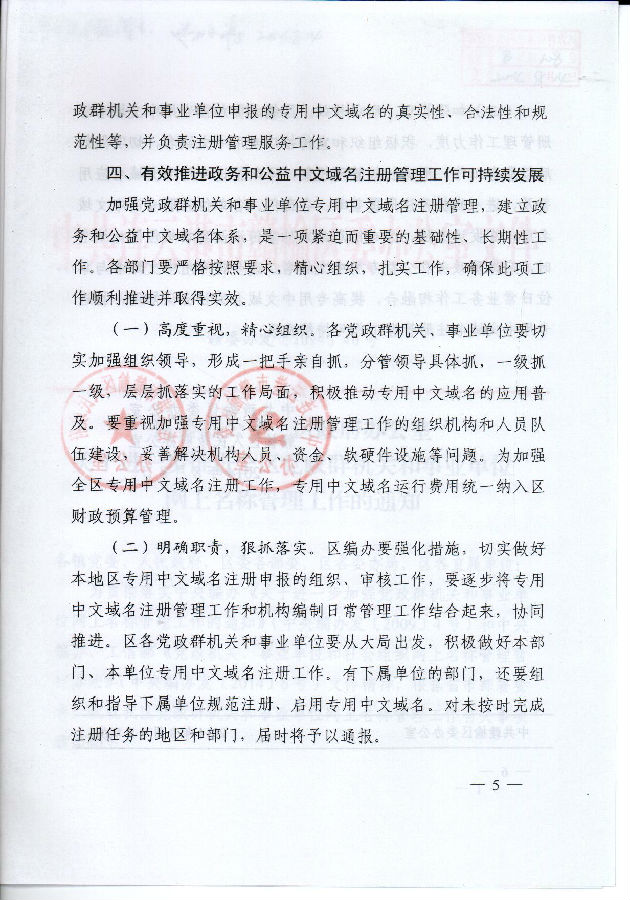 政群机关和事业单位申报的专用中文域名的真实性、合法性和规
范性等，并负责注册管理服务工作。
四、有效推进政务和公益中文域名注册管理工作可持续发展
加强党政群机关和事业单位专用中文域名注册管理，建立政
务和公益中文域名体系，是一项紧迫而重要的基础性、长期性工
作。各部门要严格按照要求，精心组织，扎实工作，确保此项工
作顺利推进并取得实效。
（一）高度重视，精心组织。各党政群机关、事业单位要切
实加强组织领导，形成一把手亲自抓，分管领导具体抓，一级抓
一级，层层抓落实的工作局面，积极推动专用中文域名的应用普
及。要重视加强专用中文域名注册管理工作的组织机构和人员队
伍建设，妥善解决机构人员、资金、软硬件设施等问题。为加强
全区专用中文域名注册工作，专用中文域名运行费用统一纳入区
财政预算管理。
（二）明确职责，狠抓落实。区编办要强化措施，切实做好
本地区专用中文域名注册申报的组织、审核工作，要逐步将专用
中文域名注册管理工作和机构编制日常管理工作结合起来，协同
推进。区各党政群机关和事业单位要从大局出发，积极做好本部
门、本单位专用中文域名注册工作。有下属单位的部门，还要组
织和指导下属单位规范注册、启用专用中文域名。对未按时完成
注册任务的地区和部门，届时将予以通报。
— 5 —